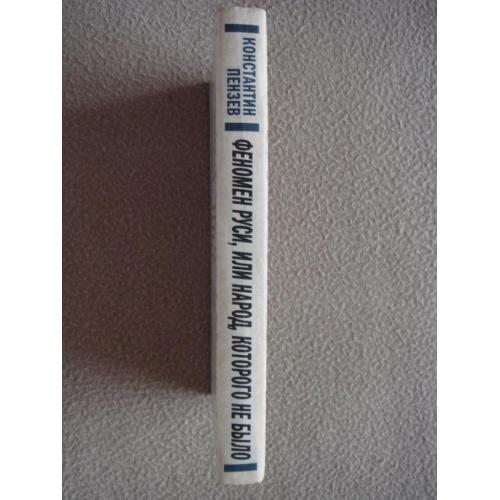 КОНСТАНТИН
ПЕНЗЕВ
ФЕНОМЕН РУСИ, ИЛИ НАРОД, КОТОРОГО НЕ БЫЛО